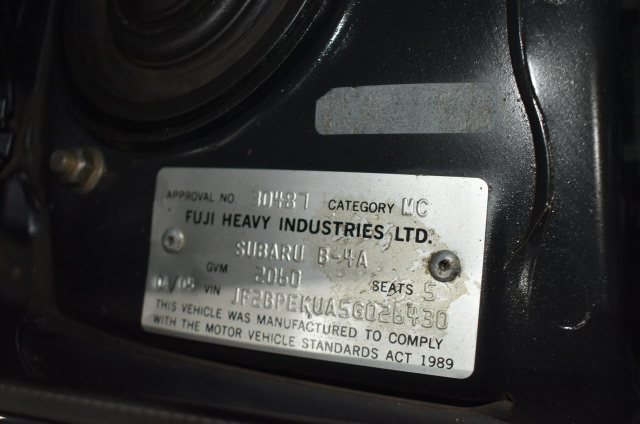 APPROVAL NO. 30487 CATEGORY MC
FUJI HEAVY INDUSTRIES LTD.
SUBARU B-4A
GVM 2060 SEATS 5
08/05 VIN JF2BPEKUA5G026430
THIS VEHICLE WAS MANUFACTURED TO COMPLY
WITH THE MOTOR VEHICLE STANDARDS ACT 1989